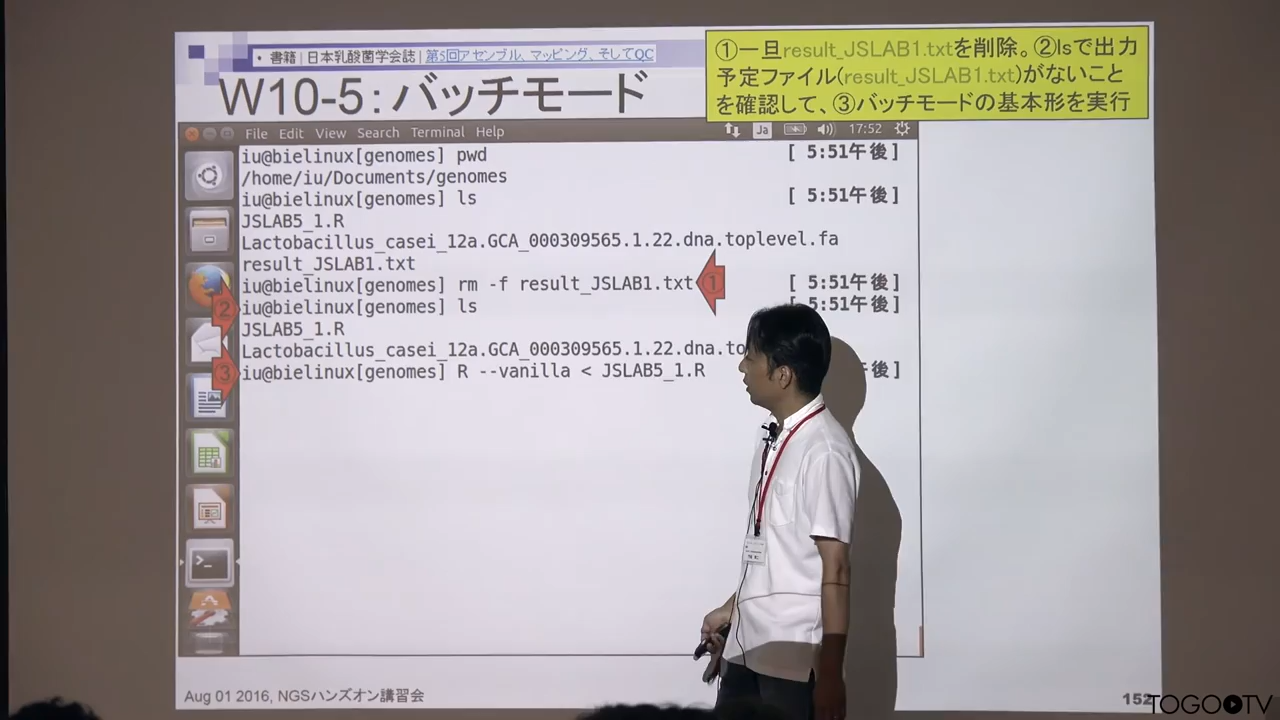 ・書籍 | 日本乳酸菌学会誌 | 第5回アセンブル、マッピング、そしてQC
W10-5：バッチモード
①一旦result_JSLAB1.txtを削除。②lsで出力
予定ファイル(result_JSLAB1.txt)がないこと
を確認して、③バッチモードの基本形を実行
File Edit View Search Terminal Help
Ja 17:52
iu@bielinux[genomes] pwd [ 5:51午後]
/home/iu/Documents/genomes
iu@bielinux[genomes] ls [ 5:51午後]
JSLAB5_1.R
Lactobacillus_casei_12a.GCA_000309565.1.22.dna.toplevel.fa
result_JSLAB1.txt
iu@bielinux[genomes] rm -f result_JSLAB1.txt ① [ 5:51午後]
② iu@bielinux[genomes] ls [ 5:51午後]
JSLAB5_1.R
Lactobacillus_casei_12a.GCA_000309565.1.22.dna.to
③ iu@bielinux[genomes] R --vanilla < JSLAB5_1.R 後]
Aug 01 2016, NGSハンズオン講習会
152
TOGOTV